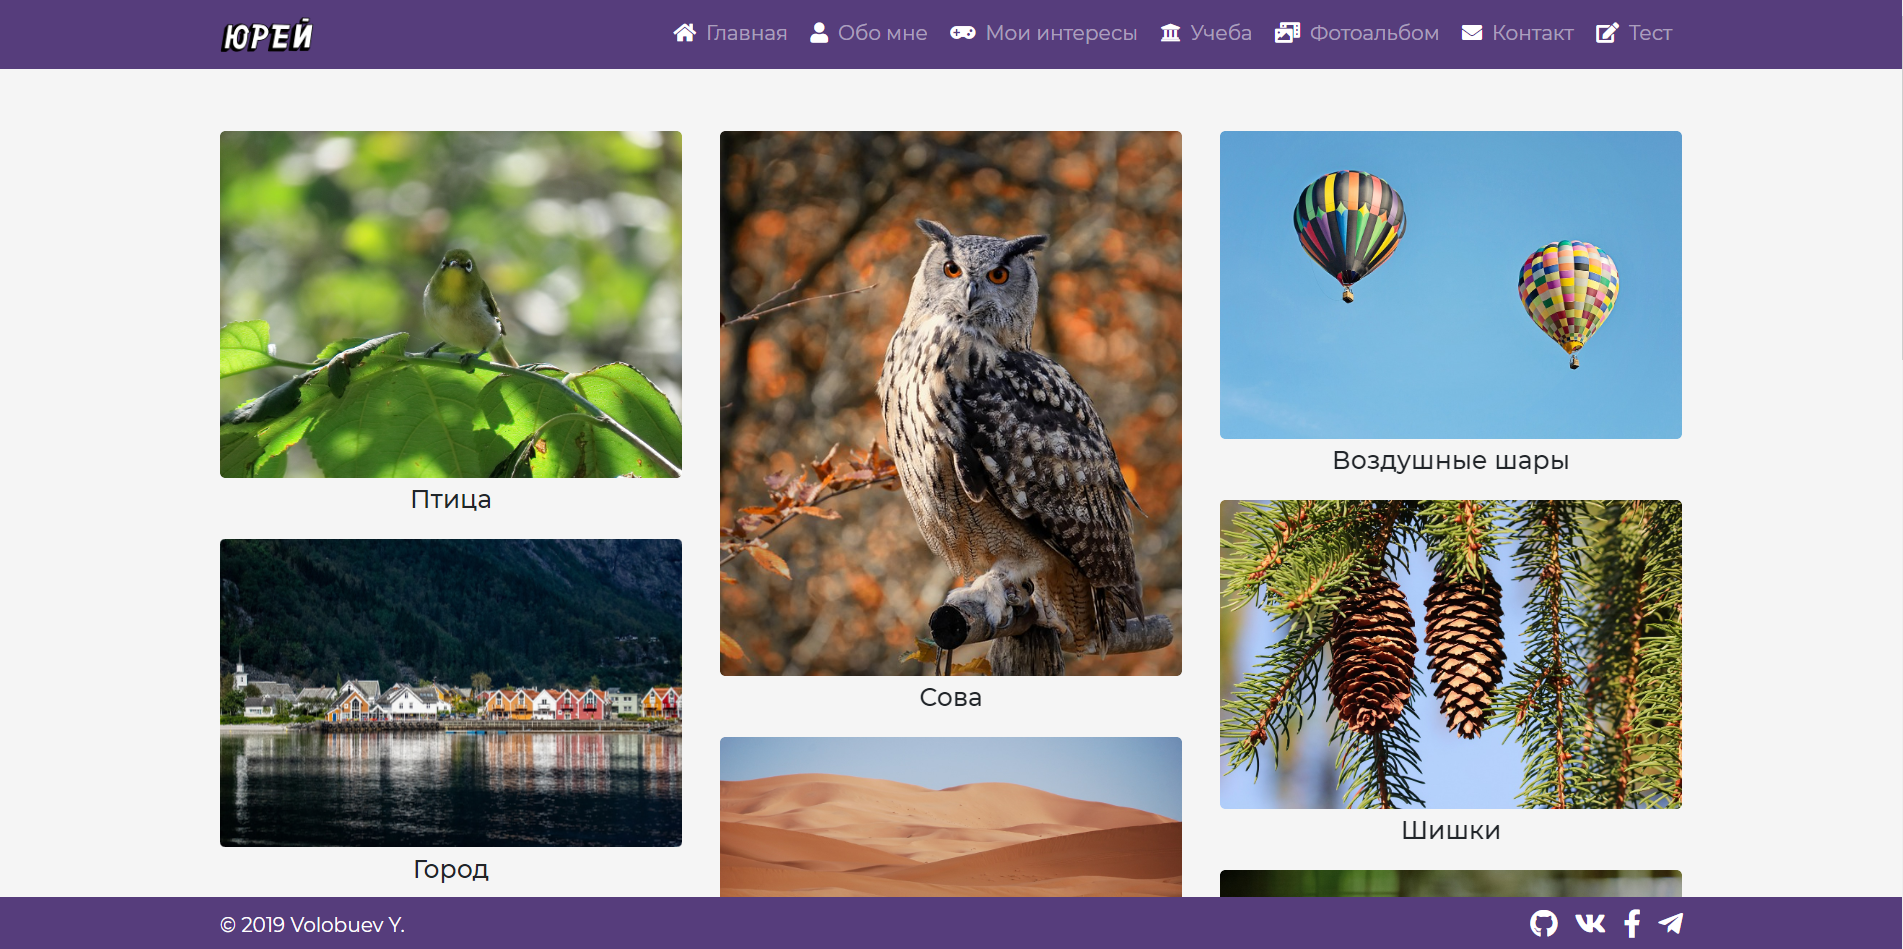 ЮРЕЙ
Главная Обо мне Мои интересы Учеба Фотоальбом Контакт Тест
Птица
Сова
Воздушные шары
Город
Шишки
© 2019 Volobuev Y.